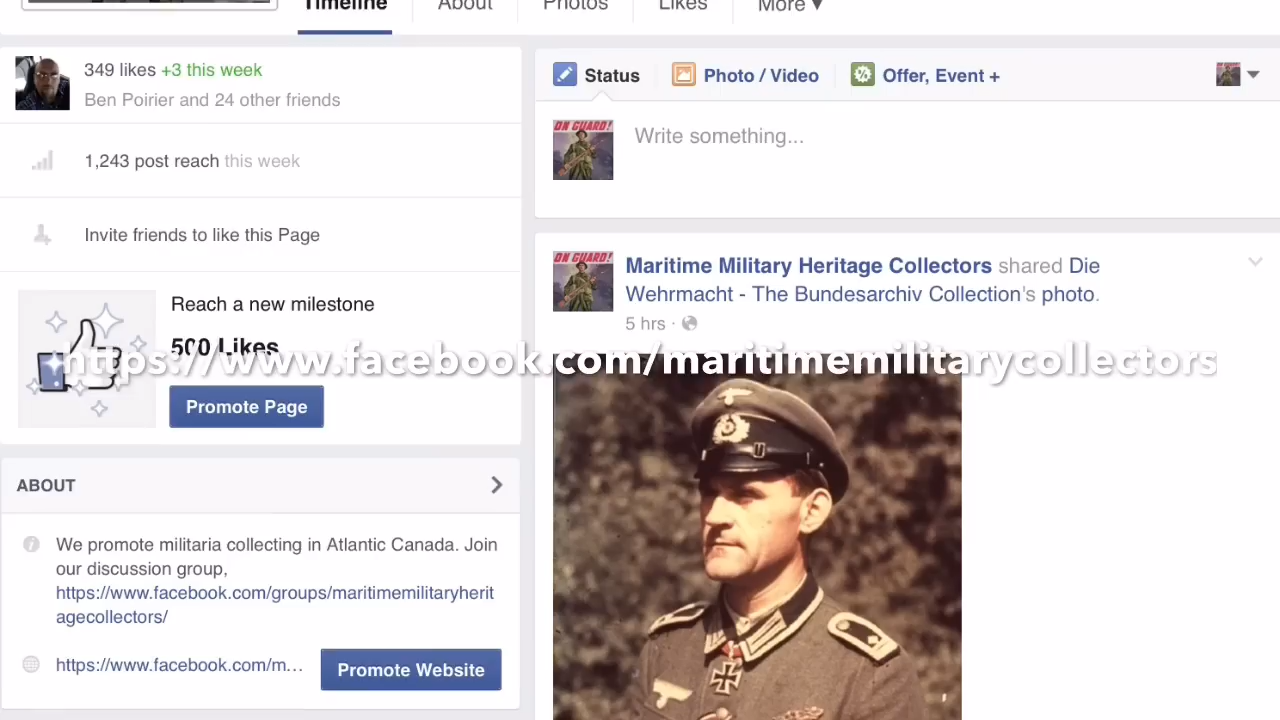 Timeline
About
Photos
Likes
More ▾
349 likes +3 this week
Ben Poirier and 24 other friends
1,243 post reach this week
Invite friends to like this Page
Reach a new milestone
500 Likes
Promote Page
ABOUT
We promote militaria collecting in Atlantic Canada. Join
our discussion group,
https://www.facebook.com/groups/maritimemilitaryherit
agecollectors/
https://www.facebook.com/m...
Promote Website
Status
Photo / Video
Offer, Event +
ON GUARD!
Write something...
ON GUARD!
Maritime Military Heritage Collectors shared Die
Wehrmacht - The Bundesarchiv Collection's photo.
5 hrs ·
https://www.facebook.com/maritimemilitarycollectors